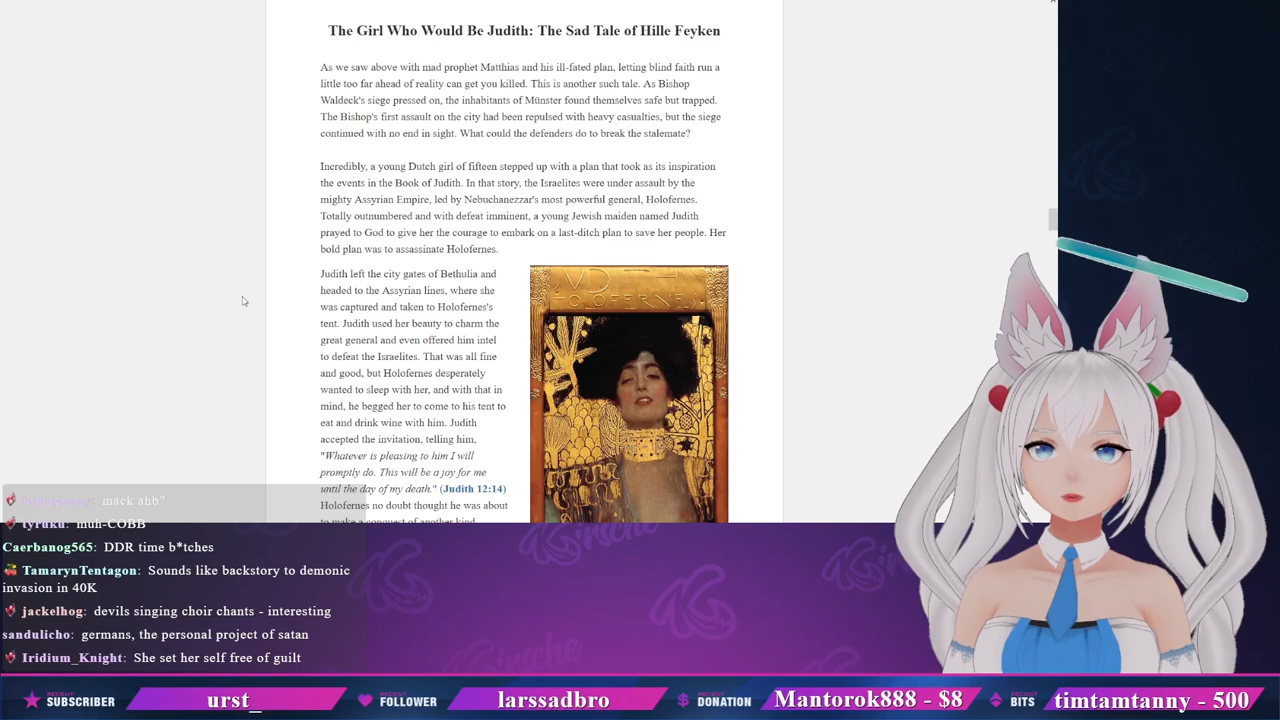 The Girl Who Would Be Judith: The Sad Tale of Hille Feyken
As we saw above with mad prophet Matthias and his ill-fated plan, letting blind faith run a
little too far ahead of reality can get you killed. This is another such tale. As Bishop
Waldeck's siege pressed on, the inhabitants of Münster found themselves safe but trapped.
The Bishop's first assault on the city had been repulsed with heavy casualties, but the siege
continued with no end in sight. What could the defenders do to break the stalemate?
Incredibly, a young Dutch girl of fifteen stepped up with a plan that took as its inspiration
the events in the Book of Judith. In that story, the Israelites were under assault by the
mighty Assyrian Empire, led by Nebuchanezzar's most powerful general, Holofernes.
Totally outnumbered and with defeat imminent, a young Jewish maiden named Judith
prayed to God to give her the courage to embark on a last-ditch plan to save her people. Her
bold plan was to assassinate Holofernes.
Judith left the city gates of Bethulia and
headed to the Assyrian lines, where she
was captured and taken to Holofernes's
tent. Judith used her beauty to charm the
great general and even offered him intel
to defeat the Israelites. That was all fine
and good, but Holofernes desperately
wanted to sleep with her, and with that in
mind, he begged her to come to his tent to
eat and drink wine with him. Judith
accepted the invitation, telling him,
"Whatever is pleasing to him I will
promptly do. This will be a joy for me
until the day of my death." (Judith 12:14)
Holofernes no doubt thought he was about
to make a conquest of another kind
HOLOFERNES
mack ahb?
tyruku: muh-COBB
Caerbanog565: DDR time b*tches
TamarynTentagon: Sounds like backstory to demonic
invasion in 40K
jackelhog: devils singing choir chants - interesting
sandulicho: germans, the personal project of satan
Iridium_Knight: She set her self free of guilt
RECENT SUBSCRIBER urst_ RECENT FOLLOWER larssadbro RECENT DONATION Mantorok888 - $8 RECENT BITS timtamtanny - 500